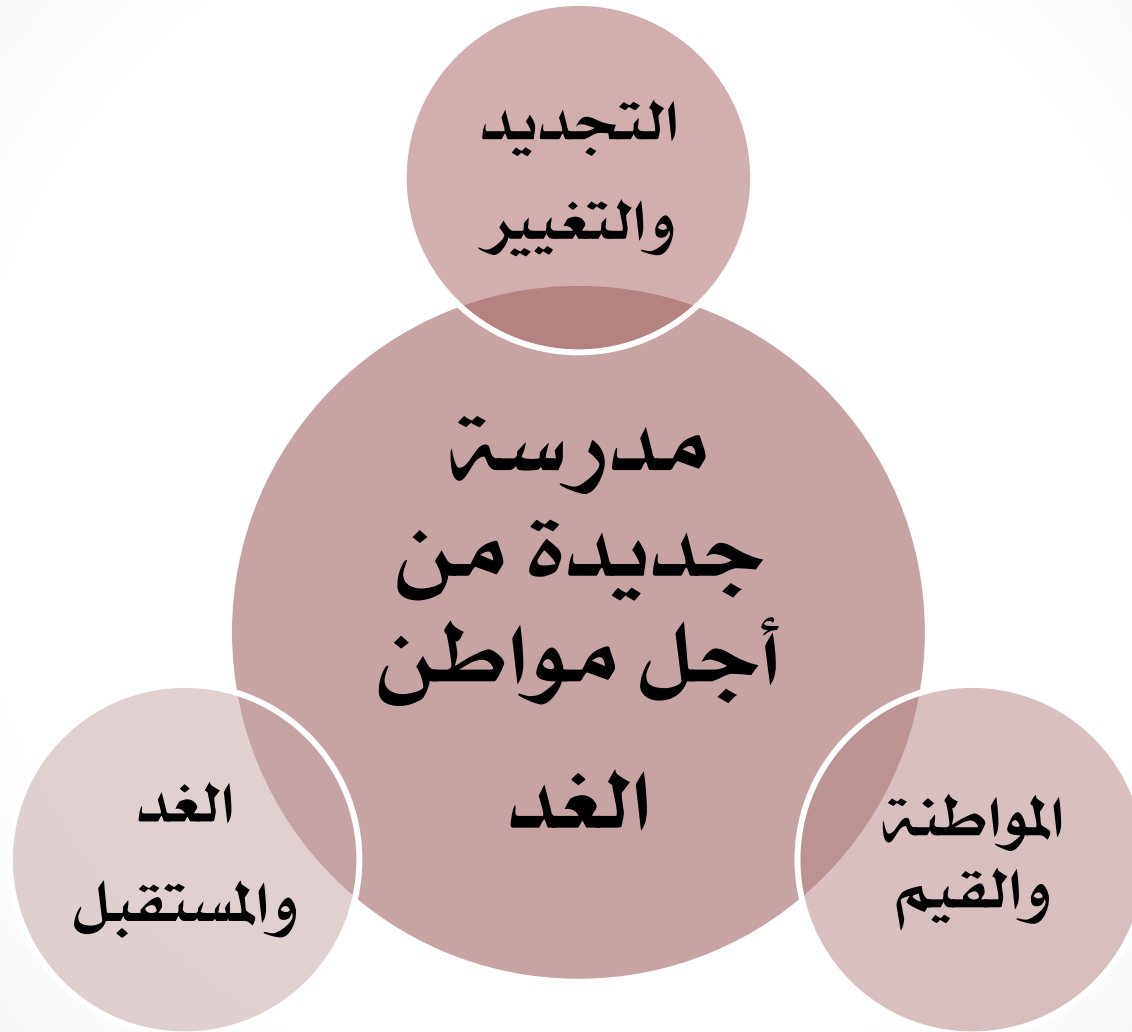 التجديد
والتغيير
مدرسة
جديدة من
أجل مواطن
الغد
المواطنة
والقيم
الغد
والمستقبل